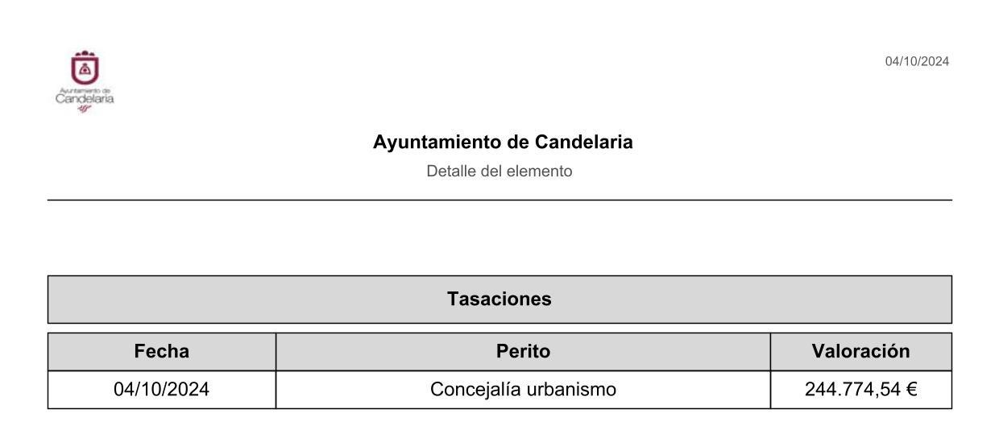 Ayuntamiento de
Candelaria
04/10/2024
Ayuntamiento de Candelaria
Detalle del elemento
Tasaciones
Fecha Perito Valoración
04/10/2024 Concejalía urbanismo 244.774,54 €